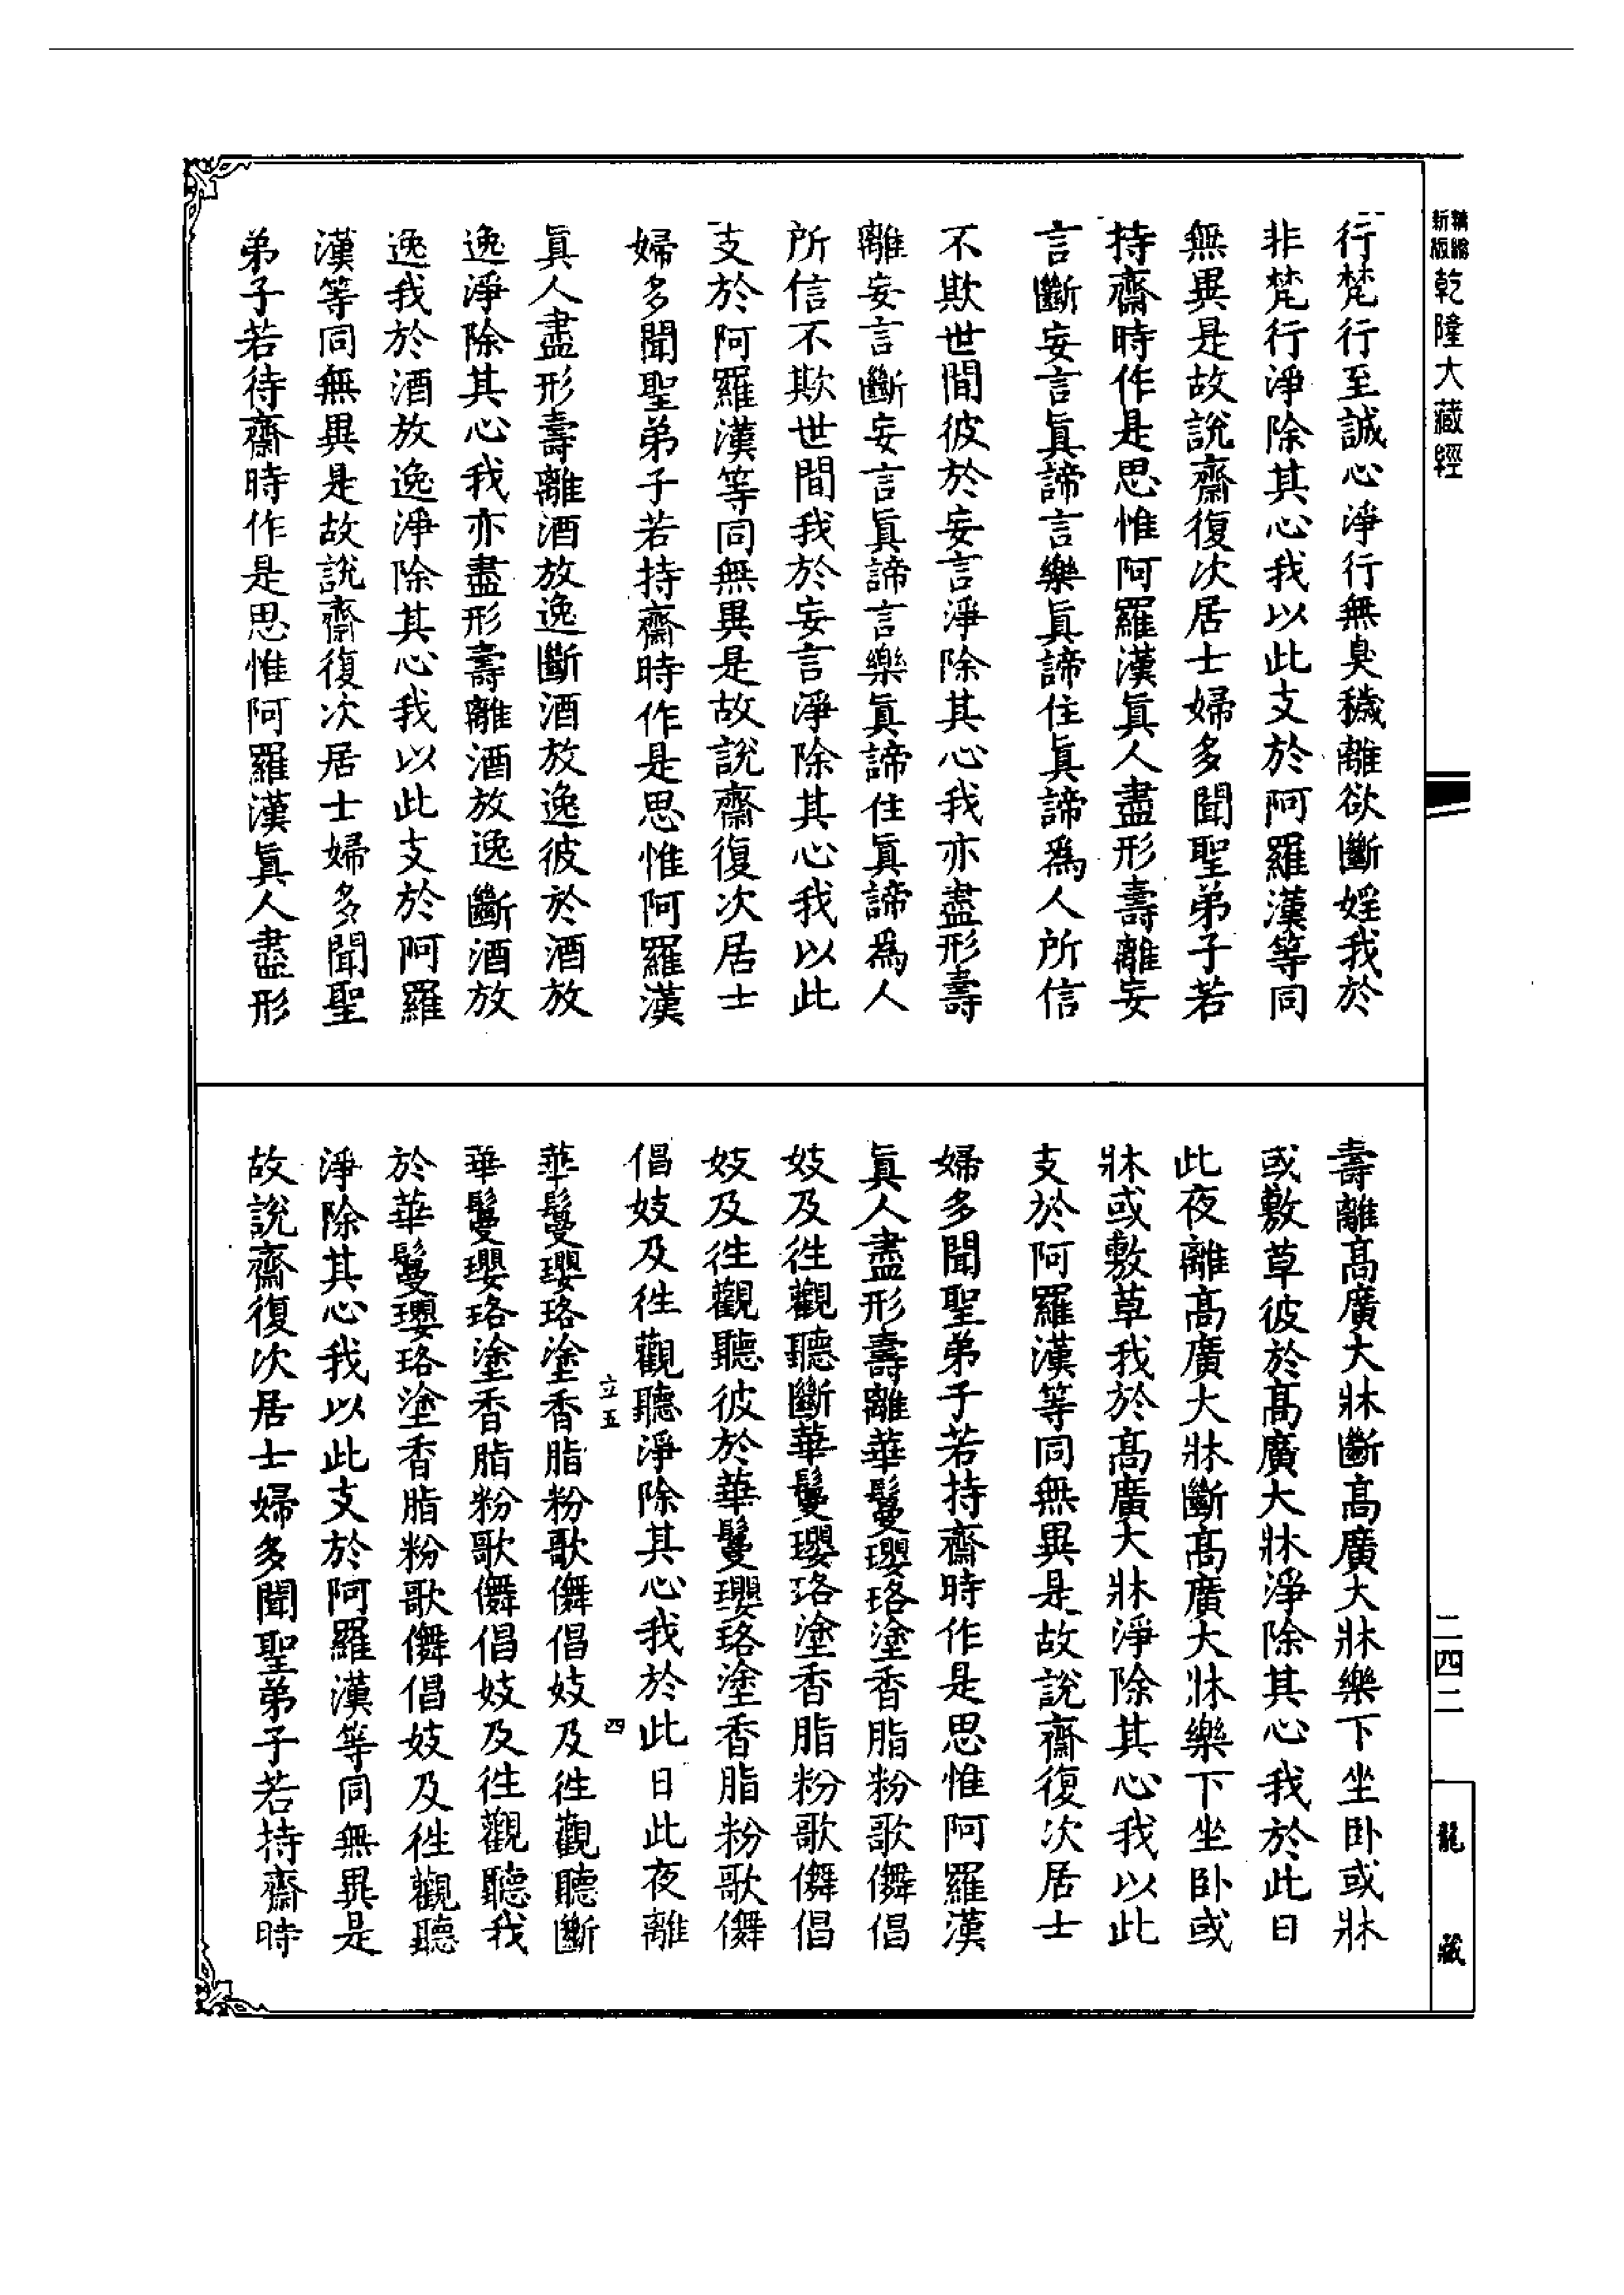 精縮
新版
乾隆大藏經
二四二
龍藏
行梵行至誠心淨行無臭穢離欲斷婬我於
非梵行淨除其心我以此支於阿羅漢等同
無異是故說齋復次居士婦多聞聖弟子若
持齋時作是思惟阿羅漢眞人盡形壽離妄
言斷妄言眞諦言樂眞諦住眞諦爲人所信
不欺世間彼於妄言淨除其心我亦盡形壽
離妄言斷妄言眞諦言樂眞諦住眞諦爲人
所信不欺世間我於妄言淨除其心我以此
支於阿羅漢等同無異是故說齋復次居士
婦多聞聖弟子若持齋時作是思惟阿羅漢
眞人盡形壽離酒放逸斷酒放逸彼於酒放
逸淨除其心我亦盡形壽離酒放逸斷酒放
逸我於酒放逸淨除其心我以此支於阿羅
漢等同無異是故說齋復次居士婦多聞聖
弟子若待齋時作是思惟阿羅漢眞人盡形
壽離高廣大牀斷高廣大牀樂下坐卧或牀
或敷草彼於高廣大牀淨除其心我於此日
此夜離高廣大牀斷高廣大牀樂下坐卧或
牀或敷草我於高廣大牀淨除其心我以此
支於阿羅漢等同無異是故說齋復次居士
婦多聞聖弟子若持齋時作是思惟阿羅漢
眞人盡形壽離華鬘瓔珞塗香脂粉歌儛倡
妓及徃觀聽斷華鬘瓔珞塗香脂粉歌儛倡
妓及徃觀聽彼於華鬘瓔珞塗香脂粉歌儛
倡妓及徃觀聽淨除其心我於此日此夜離
立五 四
華鬘瓔珞塗香脂粉歌儛倡妓及徃觀聽斷
華鬘瓔珞塗香脂粉歌儛倡妓及徃觀聽我
於華鬘瓔珞塗香脂粉歌儛倡妓及徃觀聽
淨除其心我以此支於阿羅漢等同無異是
故說齋復次居士婦多聞聖弟子若持齋時